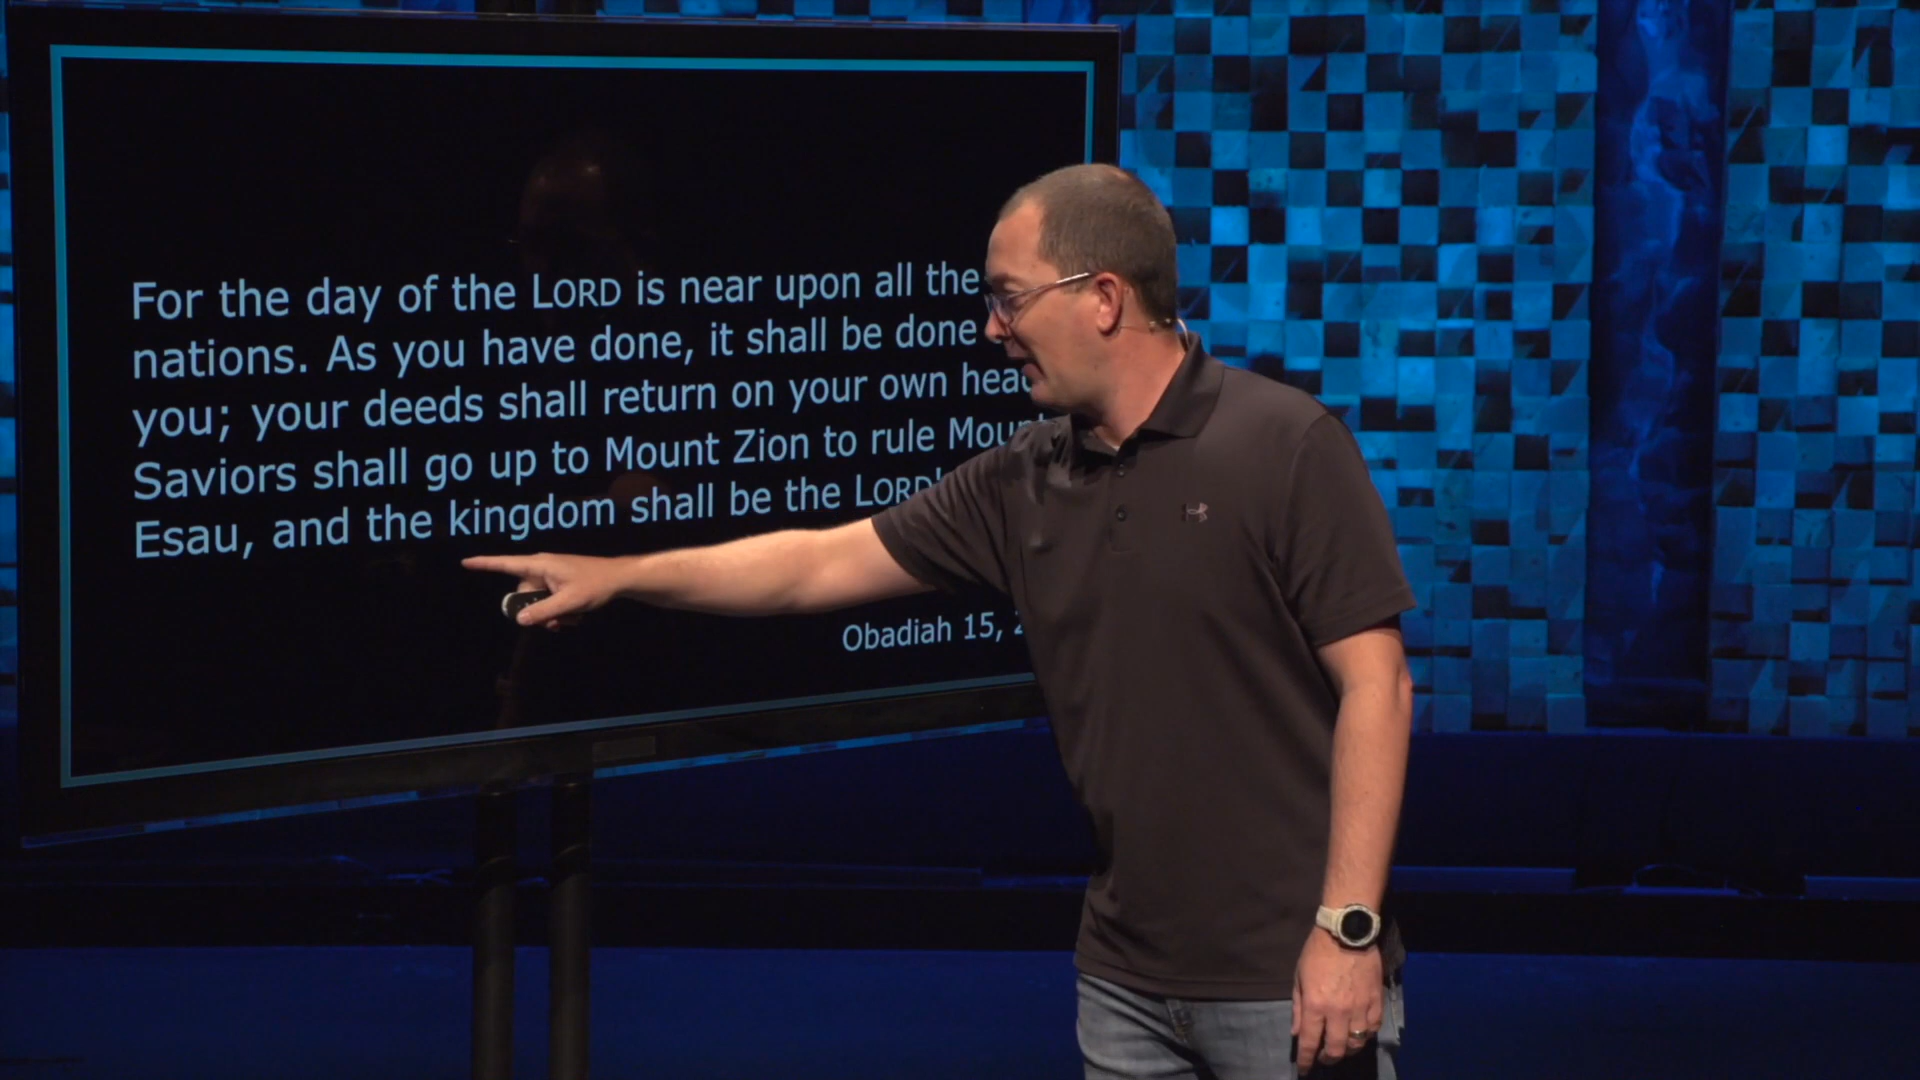 For the day of the LORD is near upon all the
nations. As you have done, it shall be done
you; your deeds shall return on your own
Saviors shall go up to Mount Zion to rule
Esau, and the kingdom shall be the LORD'
Obadiah 15,